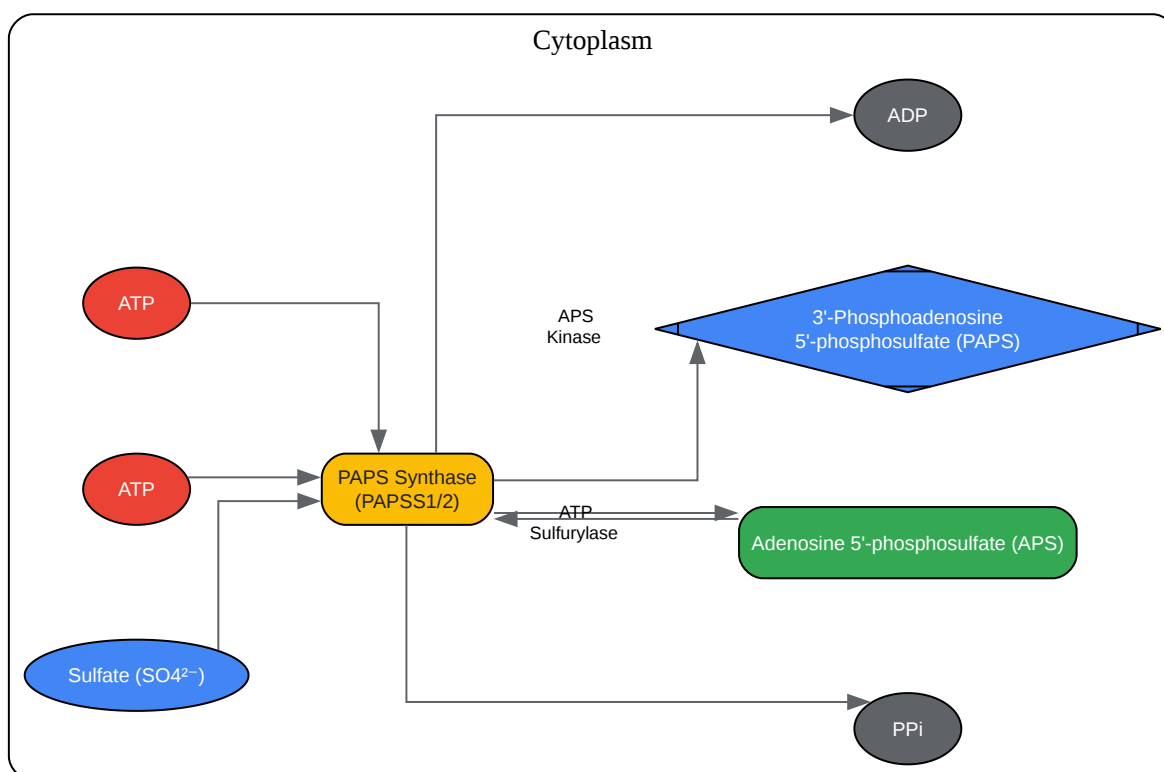 Cytoplasm
ADP
ATP
APS
Kinase
3'-Phosphoadenosine
5'-phosphosulfate (PAPS)
ATP
PAPS Synthase
(PAPSS1/2)
ATP
Sulfurylase
Adenosine 5'-phosphosulfate (APS)
Sulfate (SO4²⁻)
PPi